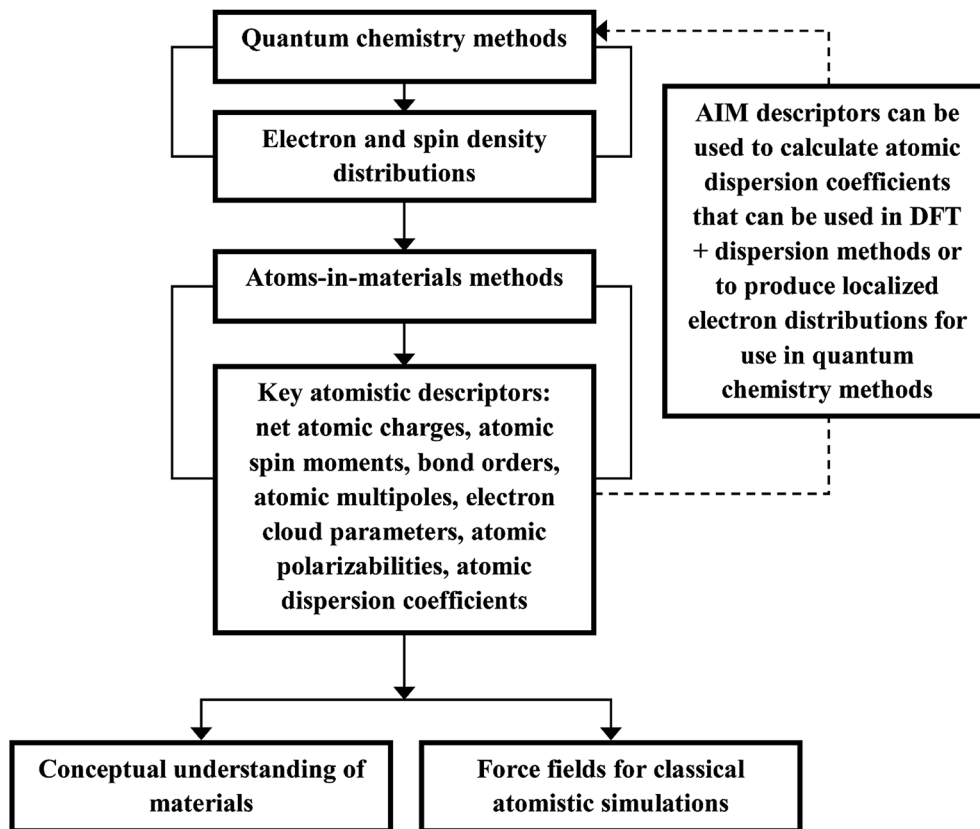 Quantum chemistry methods
Electron and spin density
distributions
Atoms-in-materials methods
Key atomistic descriptors:
net atomic charges, atomic
spin moments, bond orders,
atomic multipoles, electron
cloud parameters, atomic
polarizabilities, atomic
dispersion coefficients
AIM descriptors can be
used to calculate atomic
dispersion coefficients
that can be used in DFT
+ dispersion methods or
to produce localized
electron distributions for
use in quantum
chemistry methods
Conceptual understanding of
materials
Force fields for classical
atomistic simulations